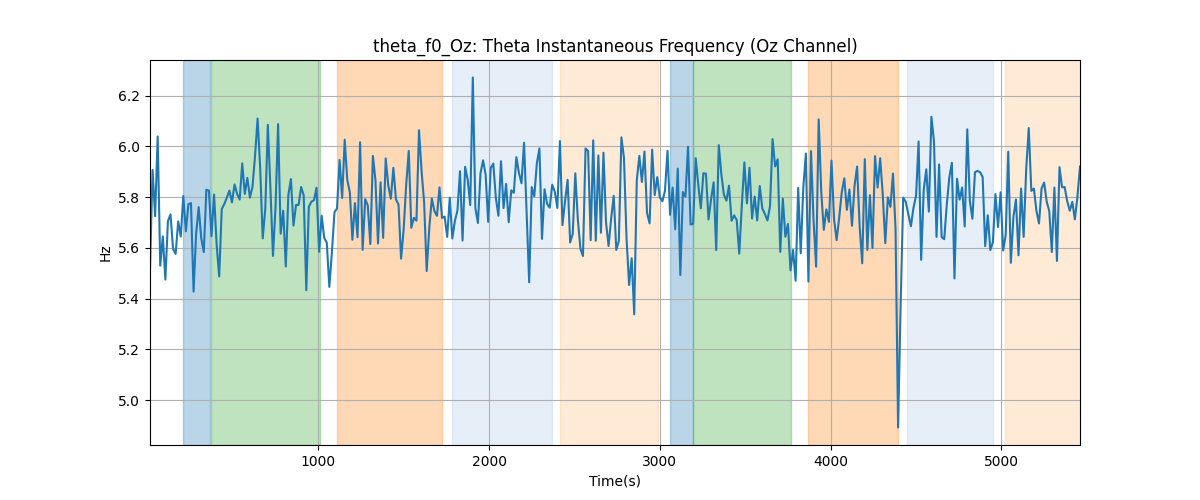 theta_f0_Oz: Theta Instantaneous Frequency (Oz Channel)
6.2
6.0
5.8
5.6
5.4
5.2
5.0
Hz
1000 2000 3000 4000 5000
Time(s)